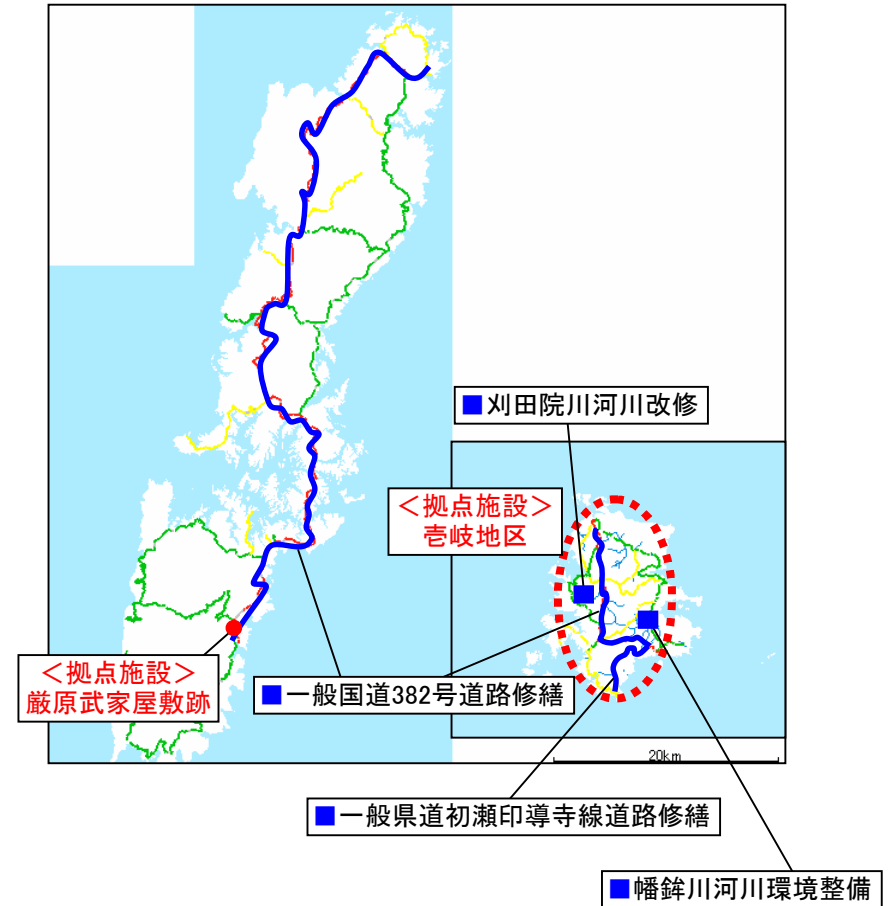 ■刈田院川河川改修
<拠点施設>
壱岐地区
<拠点施設>
厳原武家屋敷跡
■一般国道382号道路修繕
20km
■一般県道初瀬印導寺線道路修繕
■幡鉾川河川環境整備